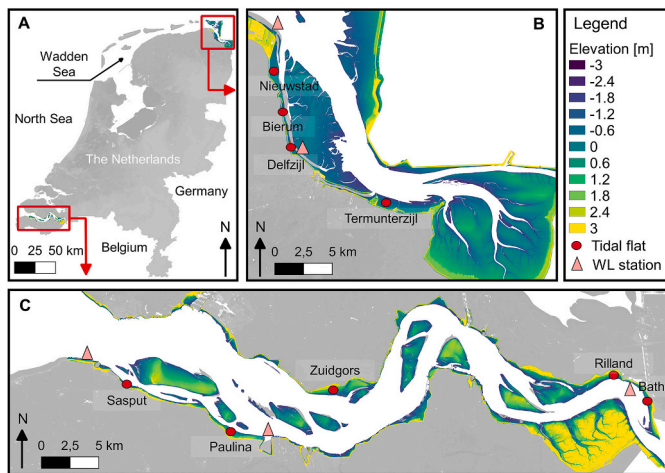 A
Wadden
Sea
North Sea
The Netherlands
Germany
Belgium
N
0 25 50 km
B
Nieuwstad
Bierum
Delfzijl
Termunterzijl
N
0 2.5 5 km
Legend
Elevation [m]
-3
-2.4
-1.8
-1.2
-0.6
0
0.6
1.2
1.8
2.4
3
Tidal flat
WL station
C
Sasput
Paulina
Zuidgors
Rilland
Bath
N
0 2,5 5 km